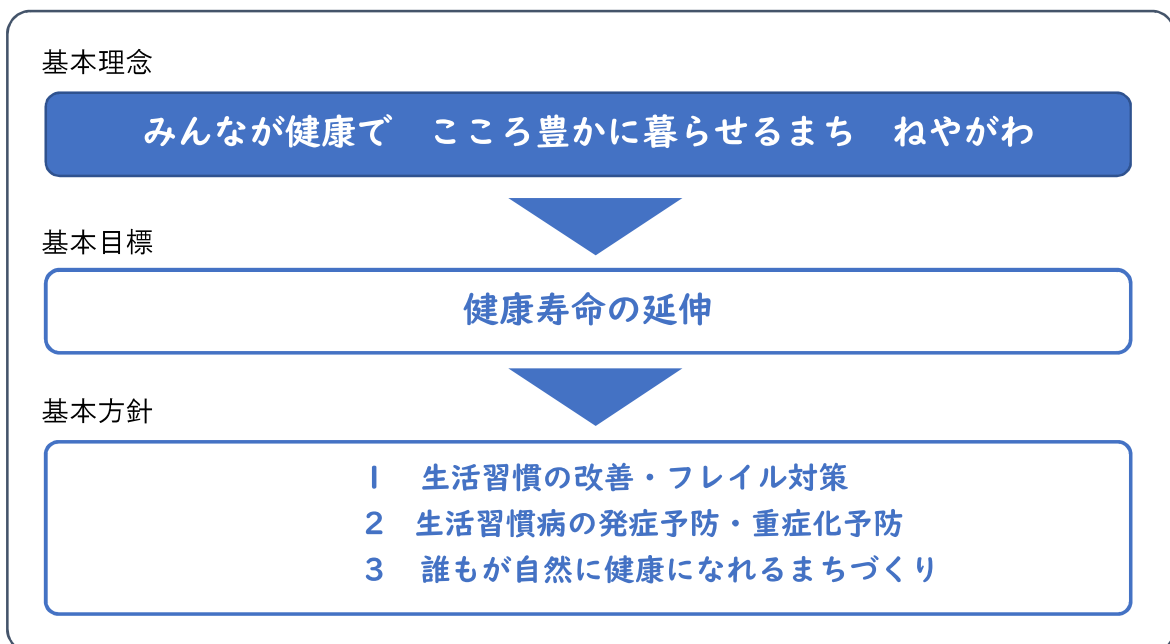 基本理念
みんなが健康で　こころ豊かに暮らせるまち　ねやがわ
基本目標
健康寿命の延伸
基本方針
1　生活習慣の改善・フレイル対策
2　生活習慣病の発症予防・重症化予防
3　誰もが自然に健康になれるまちづくり